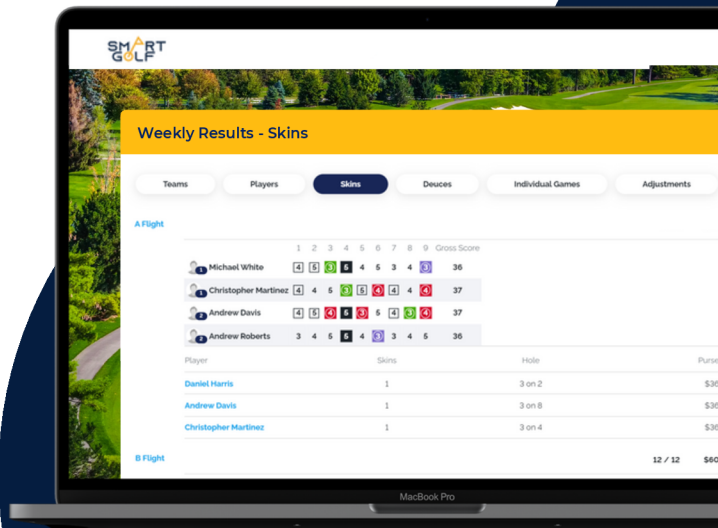 SMART
GOLF
Weekly Results - Skins
Teams Players Skins Deuces Individual Games Adjustments
A Flight
1 2 3 4 5 6 7 8 9 Gross Score
1 Michael White 4 5 3 5 4 5 3 4 3 36
1 Christopher Martinez 4 4 5 3 5 4 4 4 4 37
2 Andrew Davis 4 5 4 5 3 5 4 3 4 37
2 Andrew Roberts 3 4 5 5 4 3 3 4 5 36
Player Skins Hole Purse
Daniel Harris 1 3 on 2 $36
Andrew Davis 1 3 on 8 $36
Christopher Martinez 1 3 on 4 $36
B Flight 12 / 12 $60
MacBook Pro